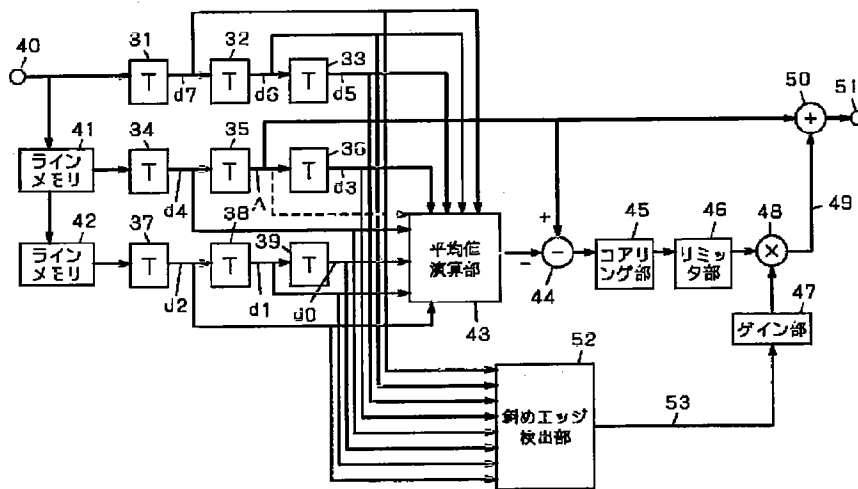 31
32
33
40
T
T
T
d7
d6
d5
50
51
+
41
34
35
36
ライン
メモリ
T
T
T
d4
A
d3
49
42
37
38
39
ライン
メモリ
T
T
T
d2
d1
d0
平均値
演算部
43
+
-
-
44
45
コアリ
ング部
46
リミッ
タ部
48
×
47
ゲイン部
52
斜めエッジ
検出部
53